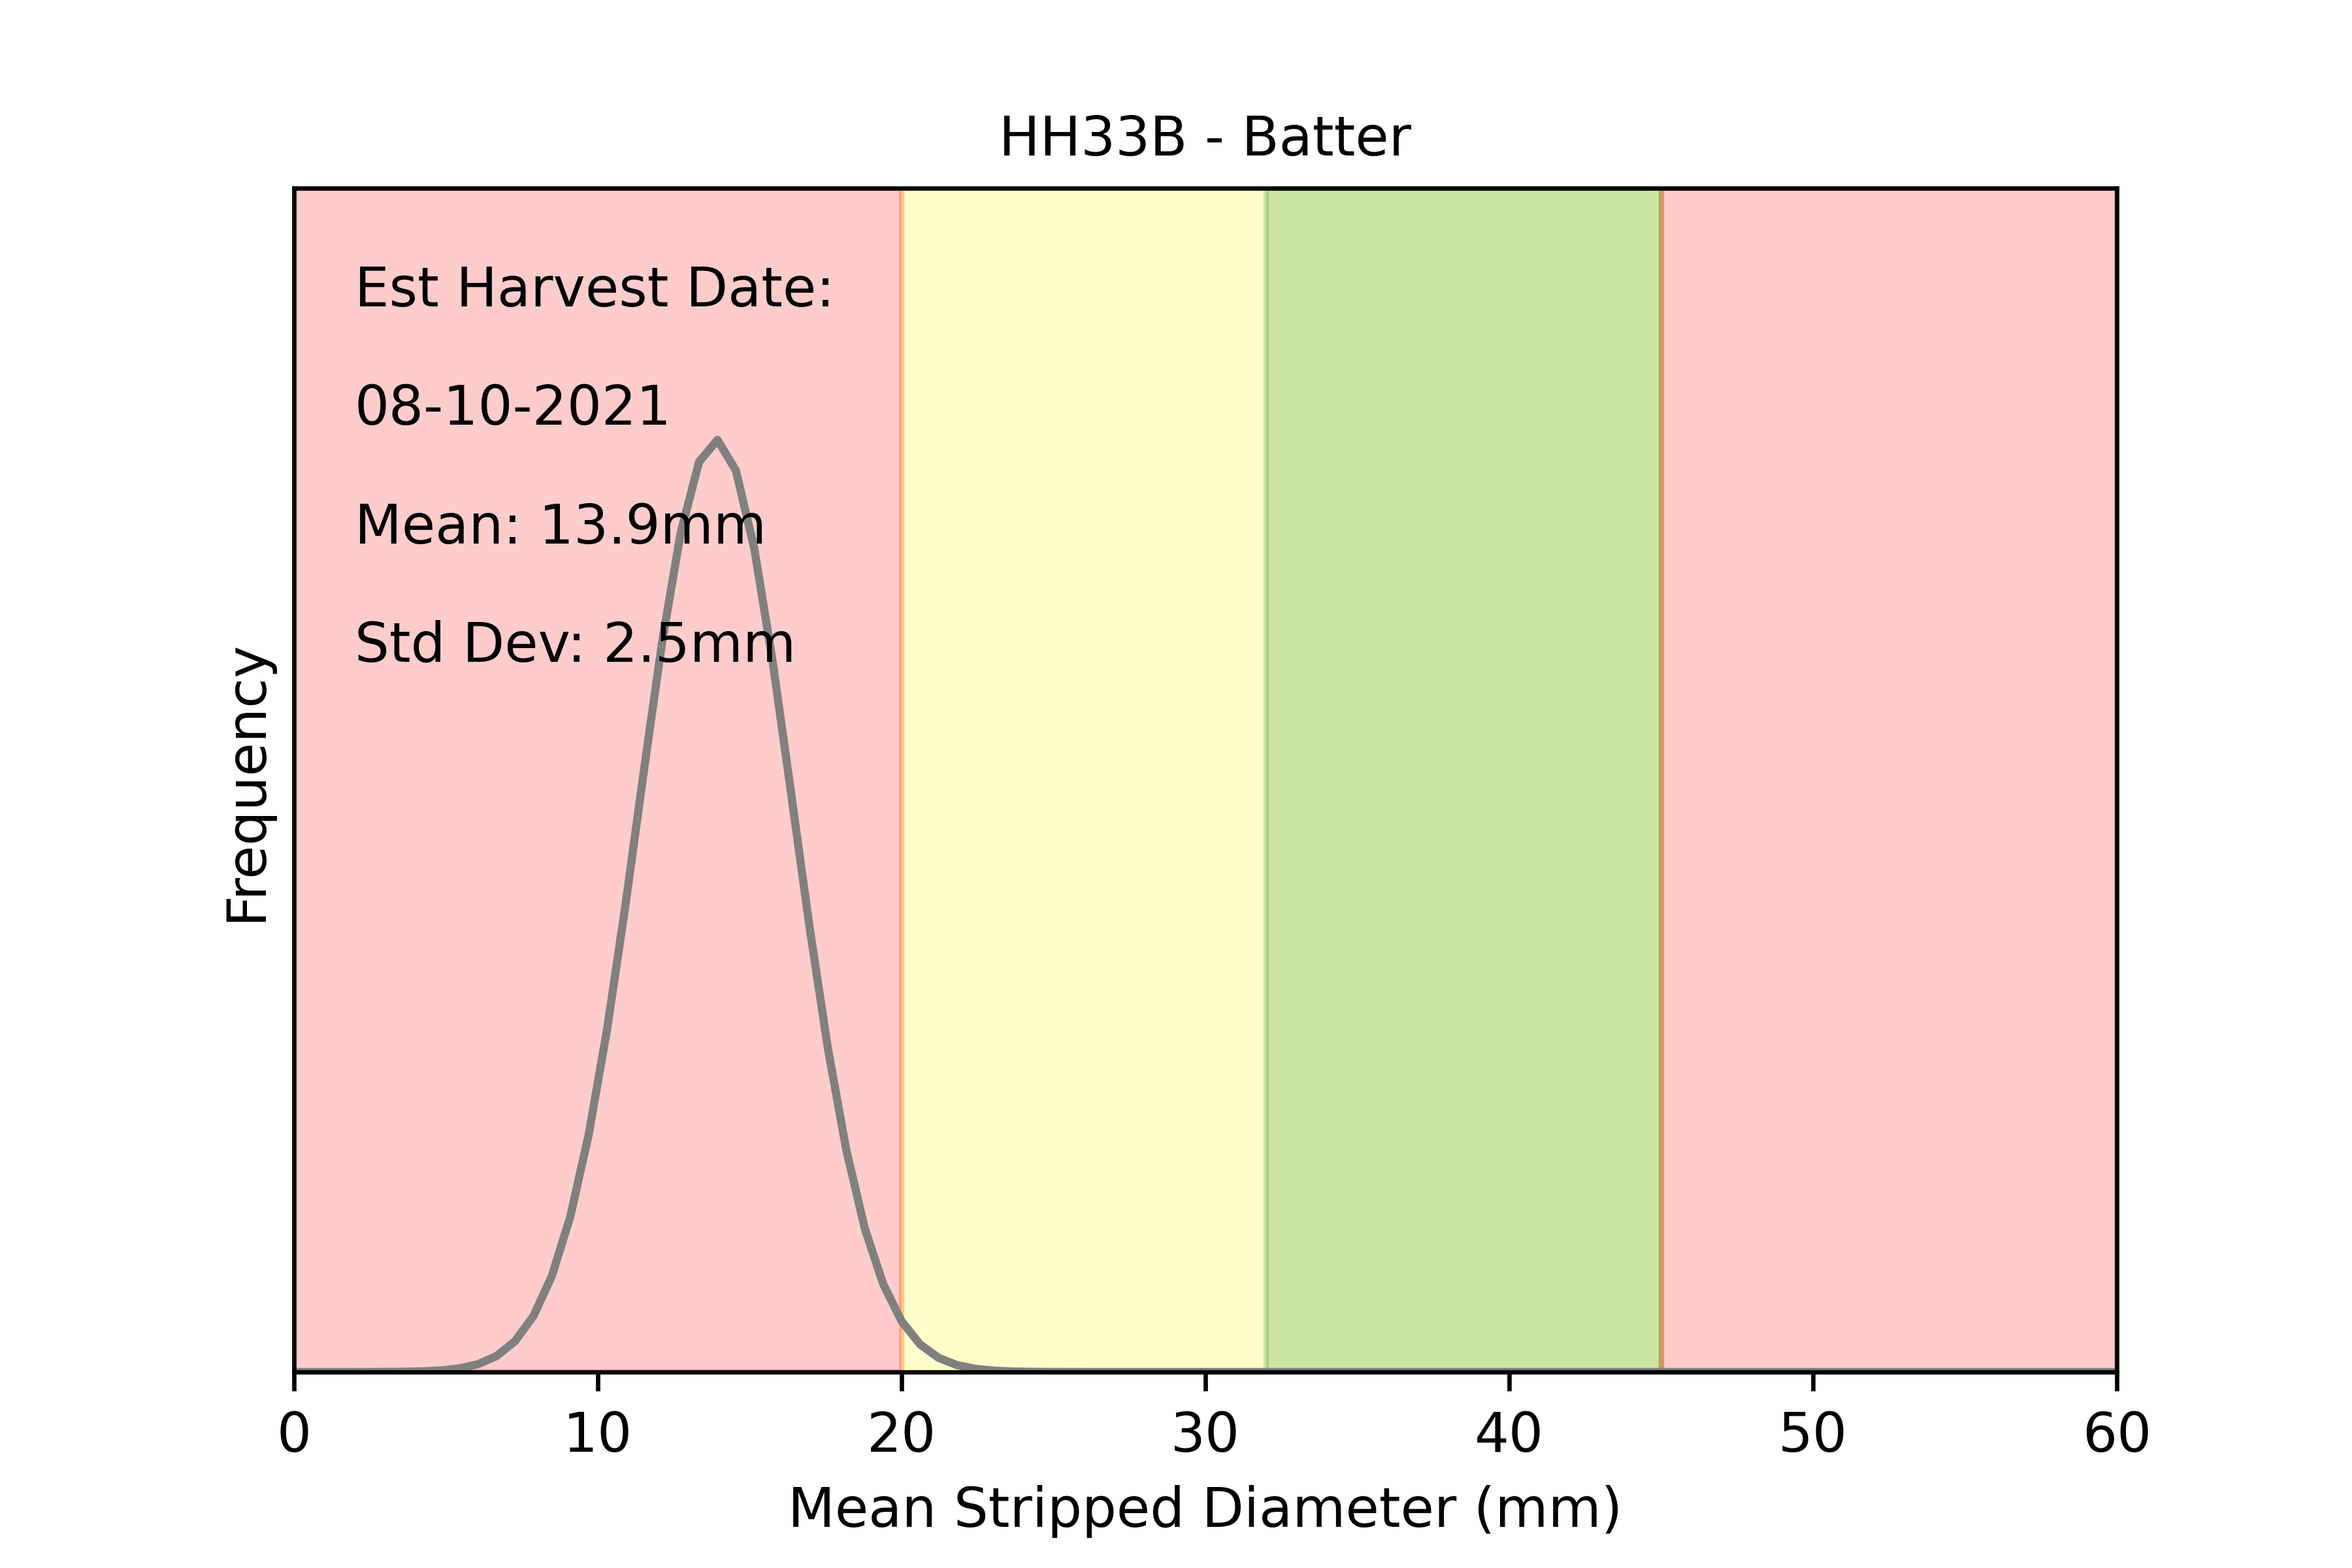 HH33B - Batter
Est Harvest Date:
08-10-2021
Mean: 13.9mm
Std Dev: 2.5mm
Frequency
0 10 20 30 40 50 60
Mean Stripped Diameter (mm)